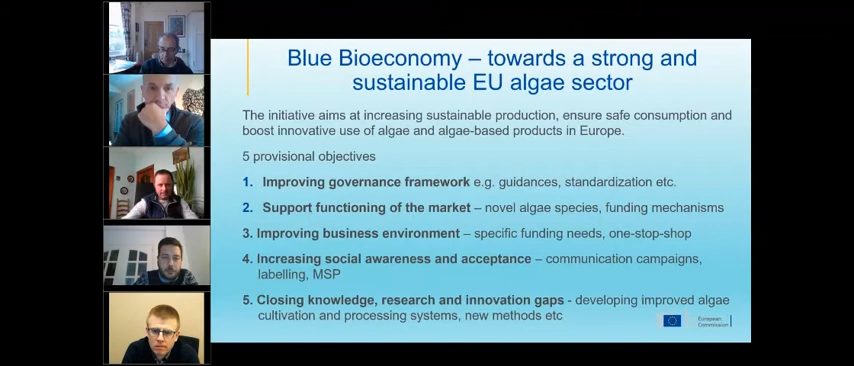 Blue Bioeconomy – towards a strong and
sustainable EU algae sector
The initiative aims at increasing sustainable production, ensure safe consumption and
boost innovative use of algae and algae-based products in Europe.
5 provisional objectives
1. Improving governance framework e.g. guidances, standardization etc.
2. Support functioning of the market – novel algae species, funding mechanisms
3. Improving business environment – specific funding needs, one-stop-shop
4. Increasing social awareness and acceptance – communication campaigns,
labelling, MSP
5. Closing knowledge, research and innovation gaps - developing improved algae
cultivation and processing systems, new methods etc
European
Commission